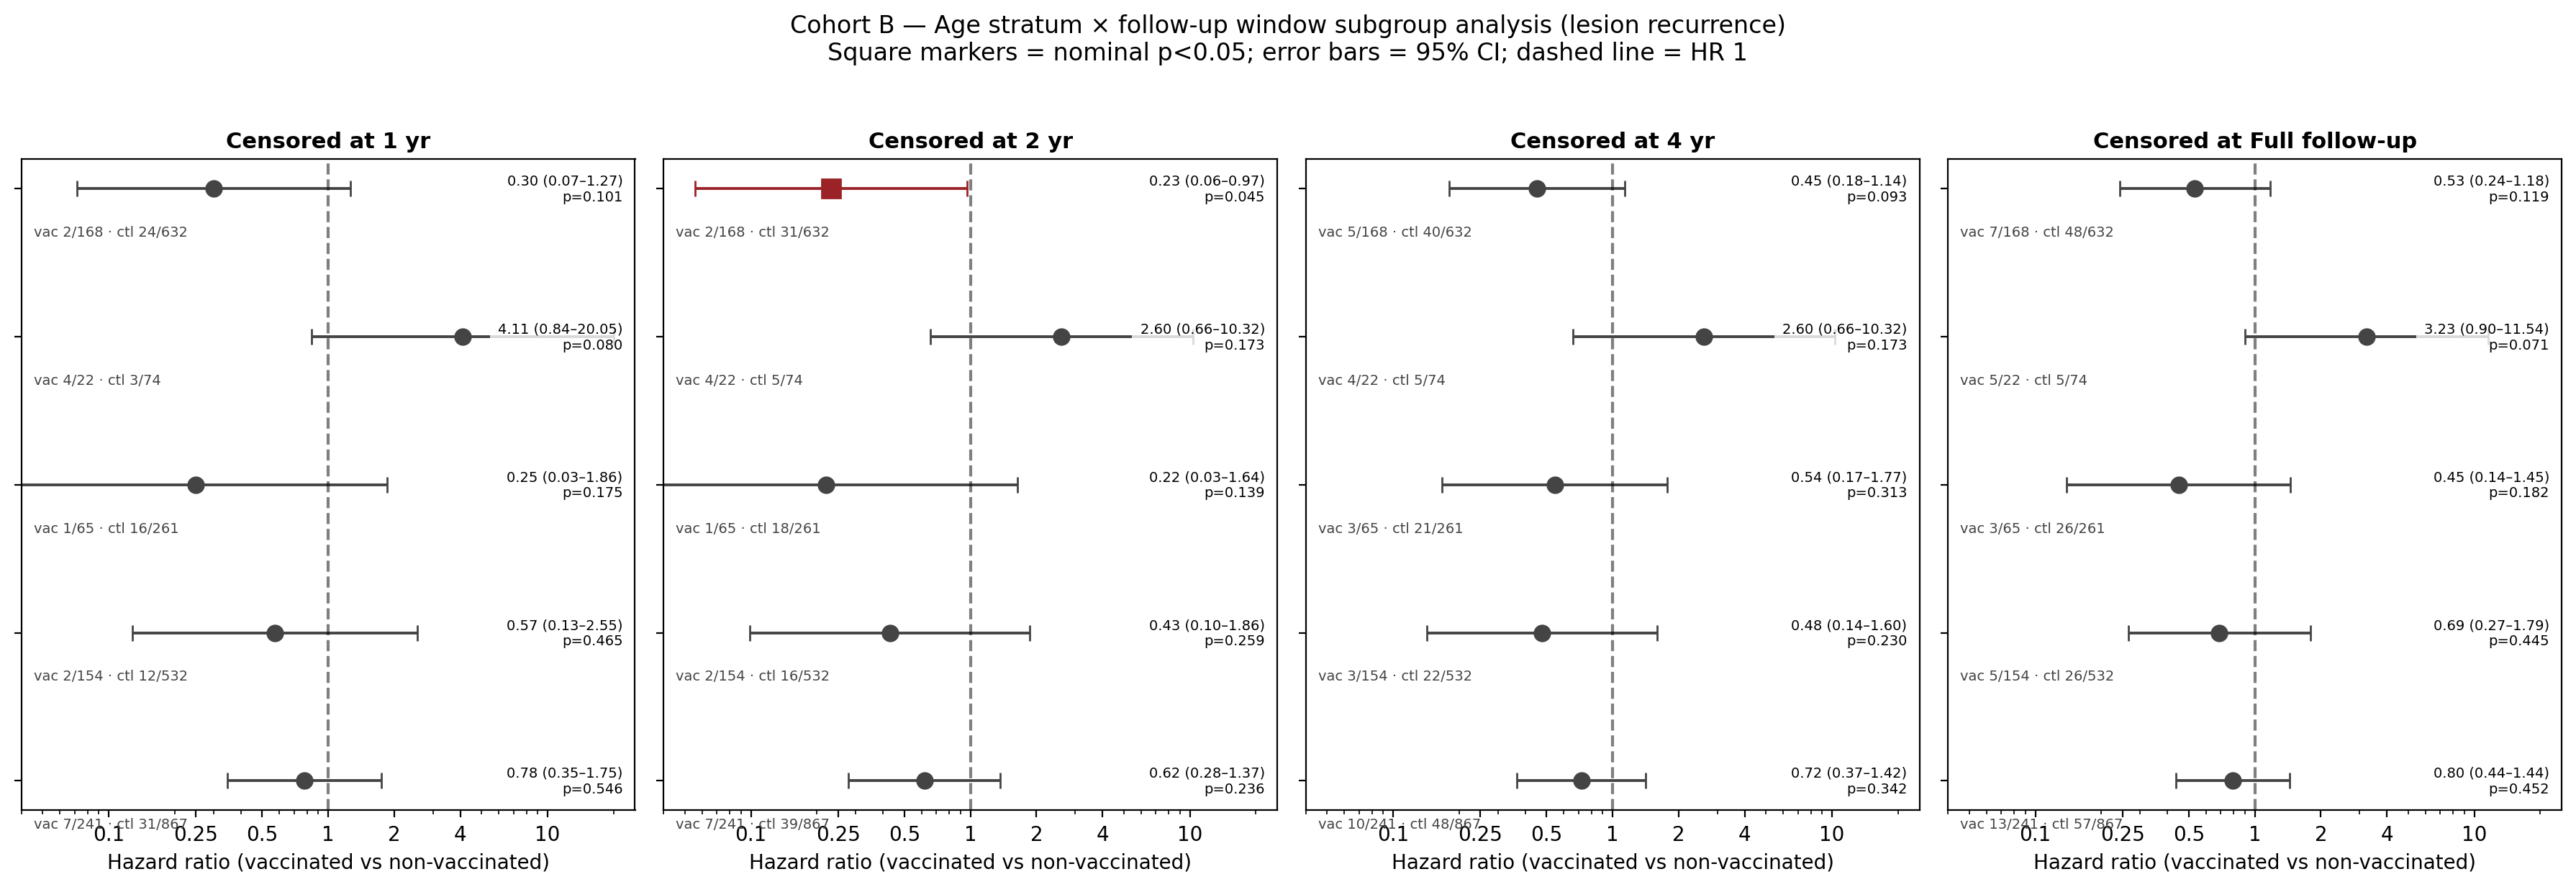 Cohort B — Age stratum × follow-up window subgroup analysis (lesion recurrence)
Square markers = nominal p<0.05; error bars = 95% CI; dashed line = HR 1
Censored at 1 yr
0.30 (0.07–1.27)
p=0.101
vac 2/168 · ctl 24/632
4.11 (0.84–20.05)
p=0.080
vac 4/22 · ctl 3/74
0.25 (0.03–1.86)
p=0.175
vac 1/65 · ctl 16/261
0.57 (0.13–2.55)
p=0.465
vac 2/154 · ctl 12/532
0.78 (0.35–1.75)
p=0.546
vac 7/241 · ctl 31/867
0.1 0.25 0.5 1 2 4 10
Hazard ratio (vaccinated vs non-vaccinated)
Censored at 2 yr
0.23 (0.06–0.97)
p=0.045
vac 2/168 · ctl 31/632
2.60 (0.66–10.32)
p=0.173
vac 4/22 · ctl 5/74
0.22 (0.03–1.64)
p=0.139
vac 1/65 · ctl 18/261
0.43 (0.10–1.86)
p=0.259
vac 2/154 · ctl 16/532
0.62 (0.28–1.37)
p=0.236
vac 7/241 · ctl 39/867
0.1 0.25 0.5 1 2 4 10
Hazard ratio (vaccinated vs non-vaccinated)
Censored at 4 yr
0.45 (0.18–1.14)
p=0.093
vac 5/168 · ctl 40/632
2.60 (0.66–10.32)
p=0.173
vac 4/22 · ctl 5/74
0.54 (0.17–1.77)
p=0.313
vac 3/65 · ctl 21/261
0.48 (0.14–1.60)
p=0.230
vac 3/154 · ctl 22/532
0.72 (0.37–1.42)
p=0.342
vac 10/241 · ctl 48/867
0.1 0.25 0.5 1 2 4 10
Hazard ratio (vaccinated vs non-vaccinated)
Censored at Full follow-up
0.53 (0.24–1.18)
p=0.119
vac 7/168 · ctl 48/632
3.23 (0.90–11.54)
p=0.071
vac 5/22 · ctl 5/74
0.45 (0.14–1.45)
p=0.182
vac 3/65 · ctl 26/261
0.69 (0.27–1.79)
p=0.445
vac 5/154 · ctl 26/532
0.80 (0.44–1.44)
p=0.452
vac 13/241 · ctl 57/867
0.1 0.25 0.5 1 2 4 10
Hazard ratio (vaccinated vs non-vaccinated)